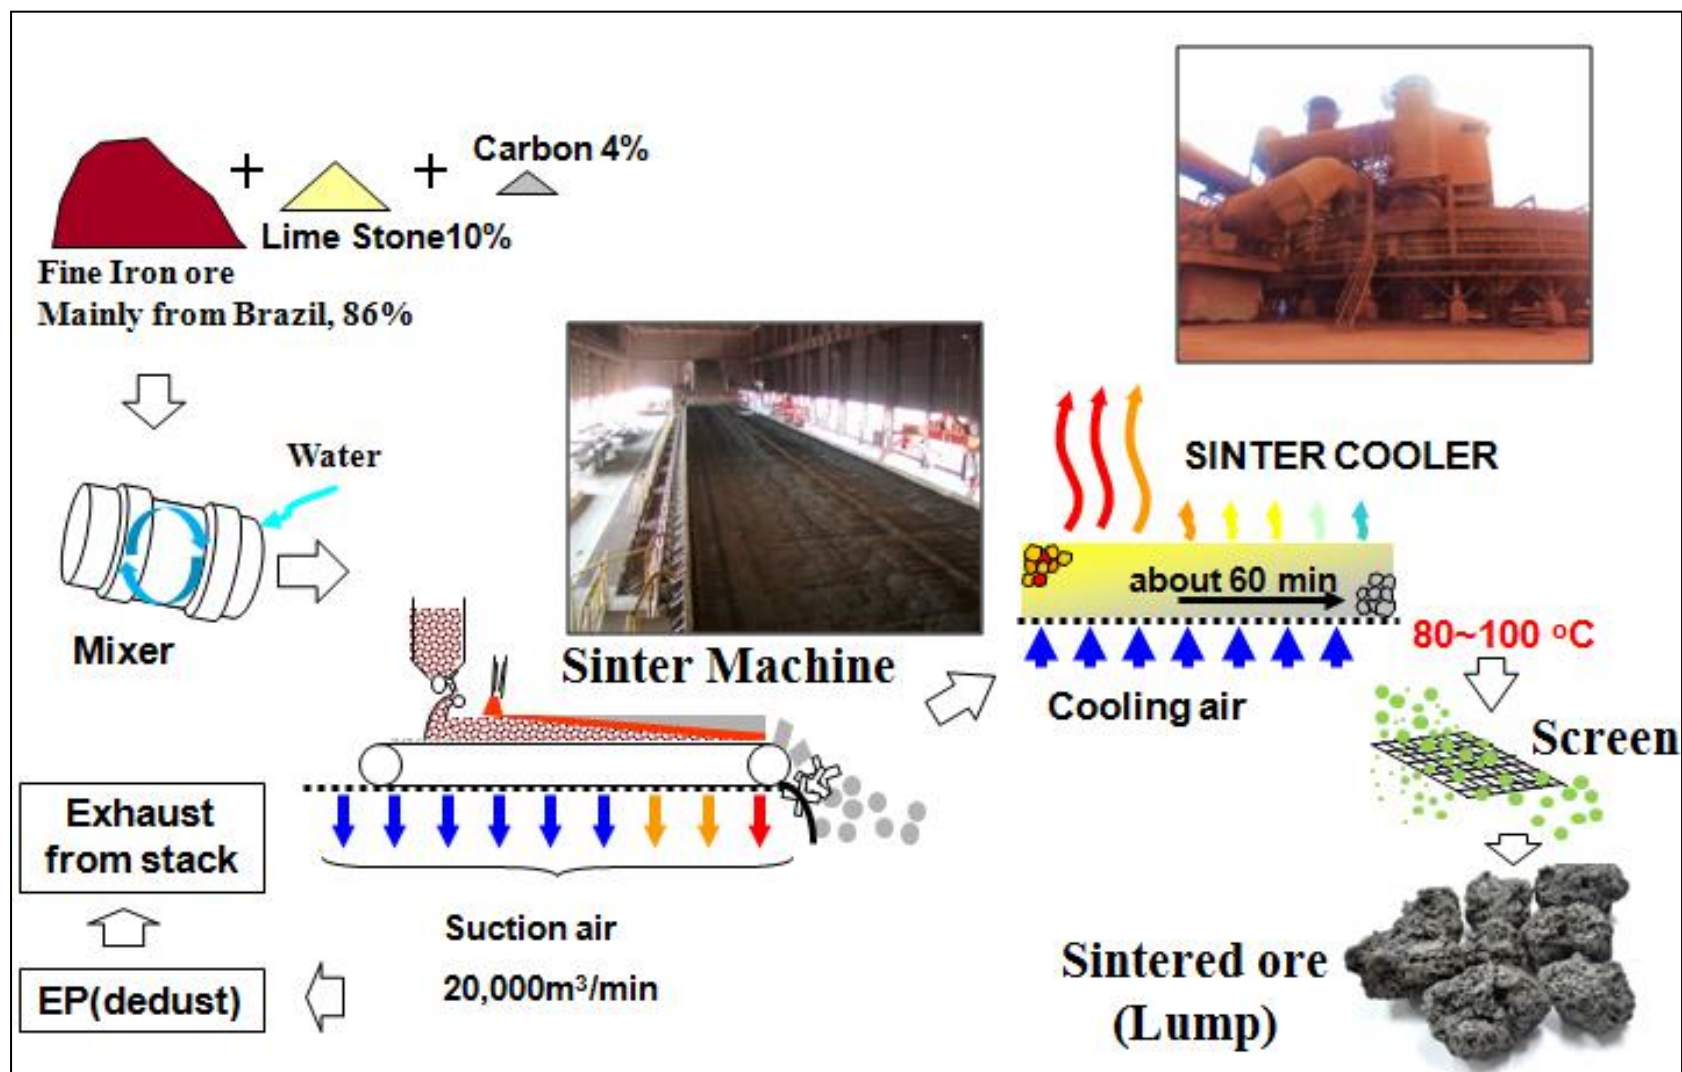 Carbon 4%
+
+
Lime Stone10%
Fine Iron ore
Mainly from Brazil, 86%
Water
Mixer
Sinter Machine
SINTER COOLER
about 60 min
80~100 ºC
Cooling air
Screen
Exhaust
from stack
Suction air
20,000m³/min
EP(dedust)
Sintered ore
(Lump)